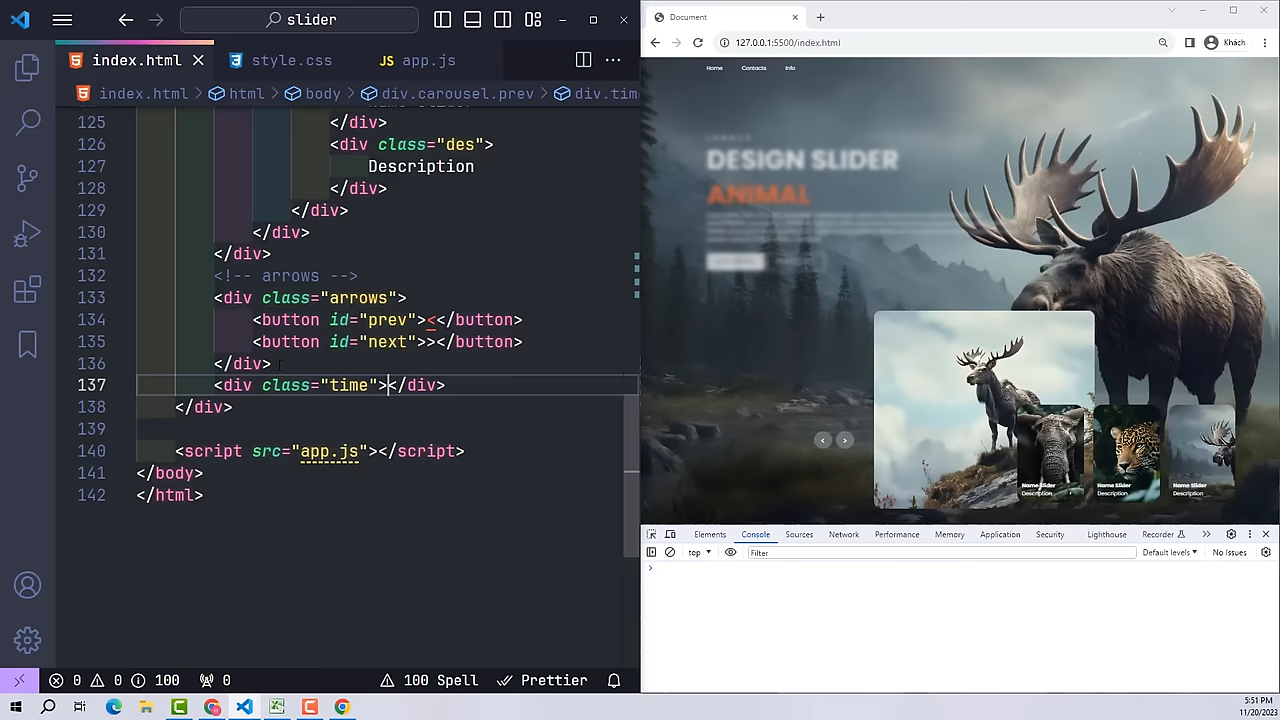 slider
index.html
style.css
JS app.js
index.html > html > body > div.carousel.prev > div.tim
125 </div>
126 <div class="des">
127 Description
128 </div>
129 </div>
130 </div>
131 </div>
132 <!-- arrows -->
133 <div class="arrows">
134 <button id="prev"><</button>
135 <button id="next">></button>
136 </div>
137 <div class="time"></div>
138 </div>
139
140 <script src="app.js"></script>
141 </body>
142 </html>
0 0 100 0 100 Spell Prettier
Document
127.0.0.1:5500/index.html
Khách
Home Contacts Info
DESIGN SLIDER
ANIMAL
< >
Name Slider
Description
Name Slider
Description
Name Slider
Description
Elements Console Sources Network Performance Memory Application Security Lighthouse Recorder
top Filter Default levels No Issues
5:51 PM
11/20/2023